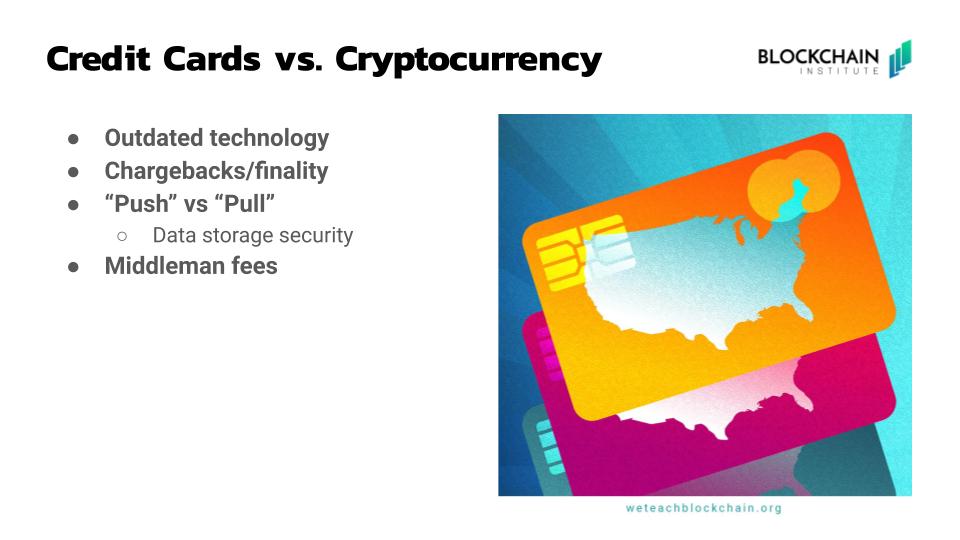 Credit Cards vs. Cryptocurrency
BLOCKCHAIN
INSTITUTE
● Outdated technology
● Chargebacks/finality
● “Push” vs “Pull”
○ Data storage security
● Middleman fees
weteachblockchain.org